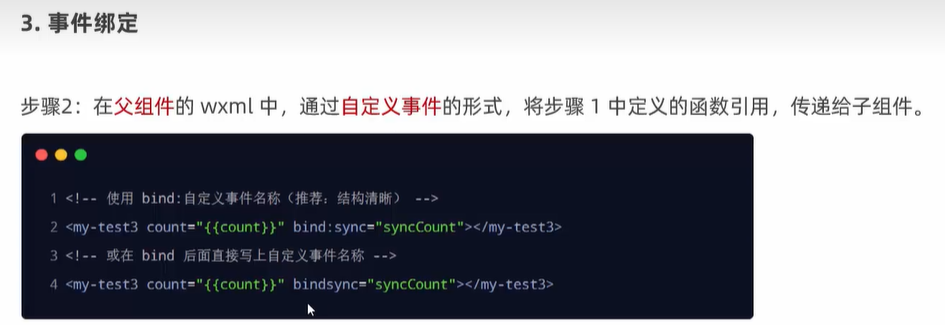 3. 事件绑定
步骤2：在父组件的 wxml 中，通过自定义事件的形式，将步骤 1 中定义的函数引用，传递给子组件。
1 <!-- 使用 bind:自定义事件名称（推荐：结构清晰） -->
2 <my-test3 count="{{count}}" bind:sync="syncCount"></my-test3>
3 <!-- 或在 bind 后面直接写上自定义事件名称 -->
4 <my-test3 count="{{count}}" bindsync="syncCount"></my-test3>